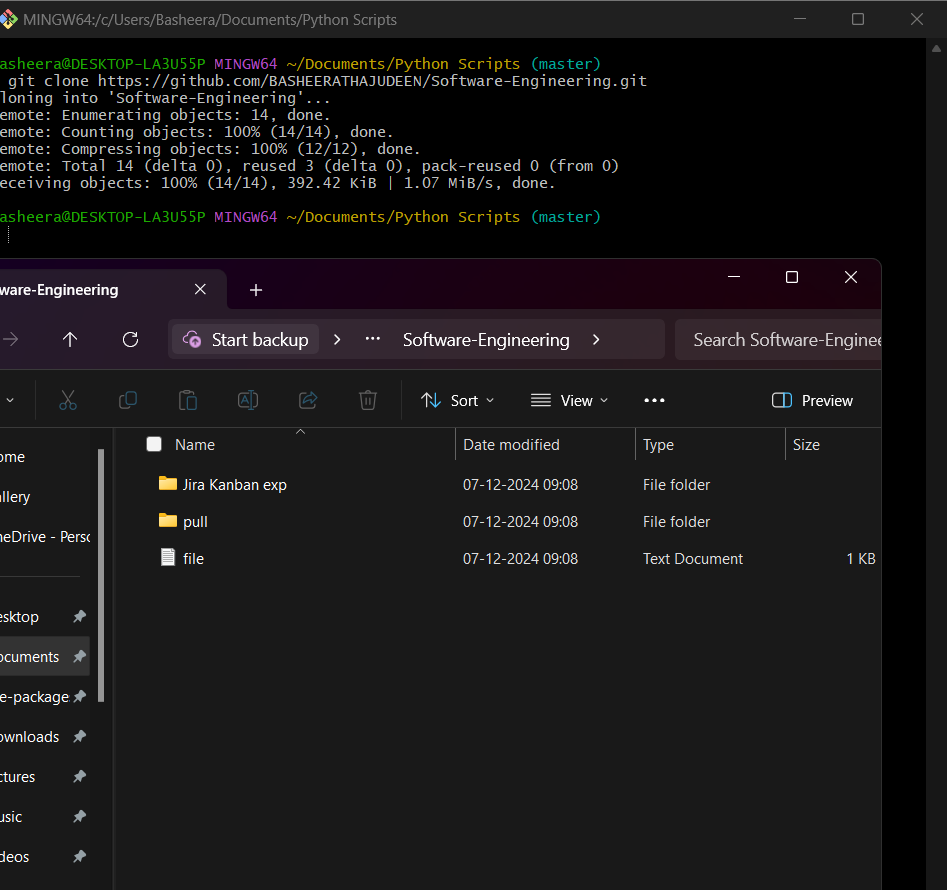 MINGW64:/c/Users/Basheera/Documents/Python Scripts
asheera@DESKTOP-LA3U55P MINGW64 ~/Documents/Python Scripts (master)
git clone https://github.com/BASHEERATHAJUDEEN/Software-Engineering.git
loning into 'Software-Engineering'...
emote: Enumerating objects: 14, done.
emote: Counting objects: 100% (14/14), done.
emote: Compressing objects: 100% (12/12), done.
emote: Total 14 (delta 0), reused 3 (delta 0), pack-reused 0 (from 0)
eceiving objects: 100% (14/14), 392.42 KiB | 1.07 MiB/s, done.
asheera@DESKTOP-LA3U55P MINGW64 ~/Documents/Python Scripts (master)
ware-Engineering
Start backup > ... Software-Engineering > Search Software-Enginee
Sort View ... Preview
Name Date modified Type Size
ome
llery
neDrive - Perso
esktop
ocuments
e-package
ownloads
ctures
usic
deos
Jira Kanban exp 07-12-2024 09:08 File folder
pull 07-12-2024 09:08 File folder
file 07-12-2024 09:08 Text Document 1 KB